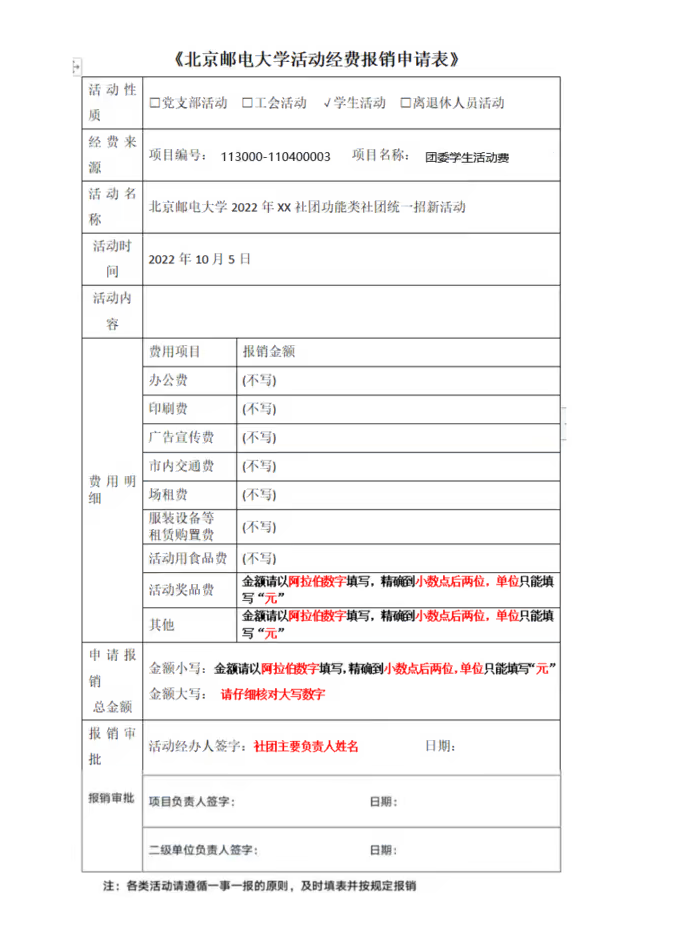 《北京邮电大学活动经费报销申请表》
活动性
质
□党支部活动 □工会活动 √学生活动 □离退休人员活动
经费来
源
项目编号： 113000-110400003 项目名称： 团委学生活动费
活动名
称
北京邮电大学 2022 年 XX 社团功能类社团统一招新活动
活动时
间
2022 年 10 月 5 日
活动内
容
费用明
细
费用项目 报销金额
办公费 (不写)
印刷费 (不写)
广告宣传费 (不写)
市内交通费 (不写)
场租费 (不写)
服装设备等
租赁购置费 (不写)
活动用食品费 (不写)
活动奖品费 金额请以阿拉伯数字填写，精确到小数点后两位，单位只能填
写“元”
其他 金额请以阿拉伯数字填写，精确到小数点后两位，单位只能填
写“元”
申请报
销
总金额
金额小写：金额请以阿拉伯数字填写,精确到小数点后两位,单位只能填写“元”
金额大写： 请仔细核对大写数字
报销审
批
活动经办人签字：社团主要负责人姓名 日期：
报销审批
项目负责人签字： 日期：
二级单位负责人签字： 日期：
注：各类活动请遵循一事一报的原则，及时填表并按规定报销